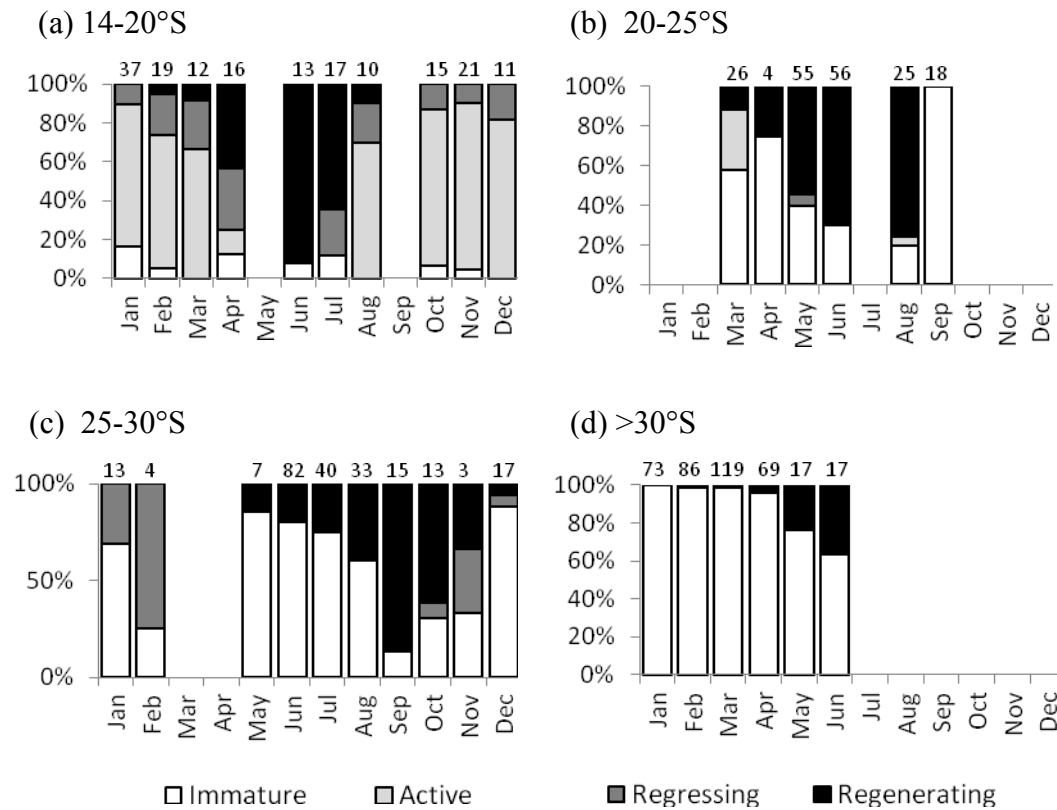 (a) 14-20°S
37 19 12 16 13 17 10 15 21 11
100%
80%
60%
40%
20%
0%
Jan Feb Mar Apr May Jun Jul Aug Sep Oct Nov Dec
(b) 20-25°S
26 4 55 56 25 18
100%
80%
60%
40%
20%
0%
Jan Feb Mar Apr May Jun Jul Aug Sep Oct Nov Dec
(c) 25-30°S
13 4 7 82 40 33 15 13 3 17
100%
50%
0%
Jan Feb Mar Apr May Jun Jul Aug Sep Oct Nov Dec
(d) >30°S
73 86 119 69 17 17
100%
80%
60%
40%
20%
0%
Jan Feb Mar Apr May Jun Jul Aug Sep Oct Nov Dec
Immature Active Regressing Regenerating